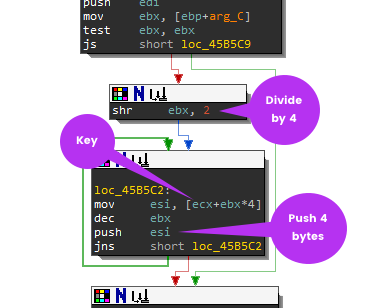 push    edi
mov     ebx, [ebp+arg_C]
test    ebx, ebx
js      short loc_45B5C9
shr     ebx, 2
Divide
by 4
Key
loc_45B5C2:
mov     esi, [ecx+ebx*4]
dec     ebx
push    esi
jns     short loc_45B5C2
Push 4
bytes